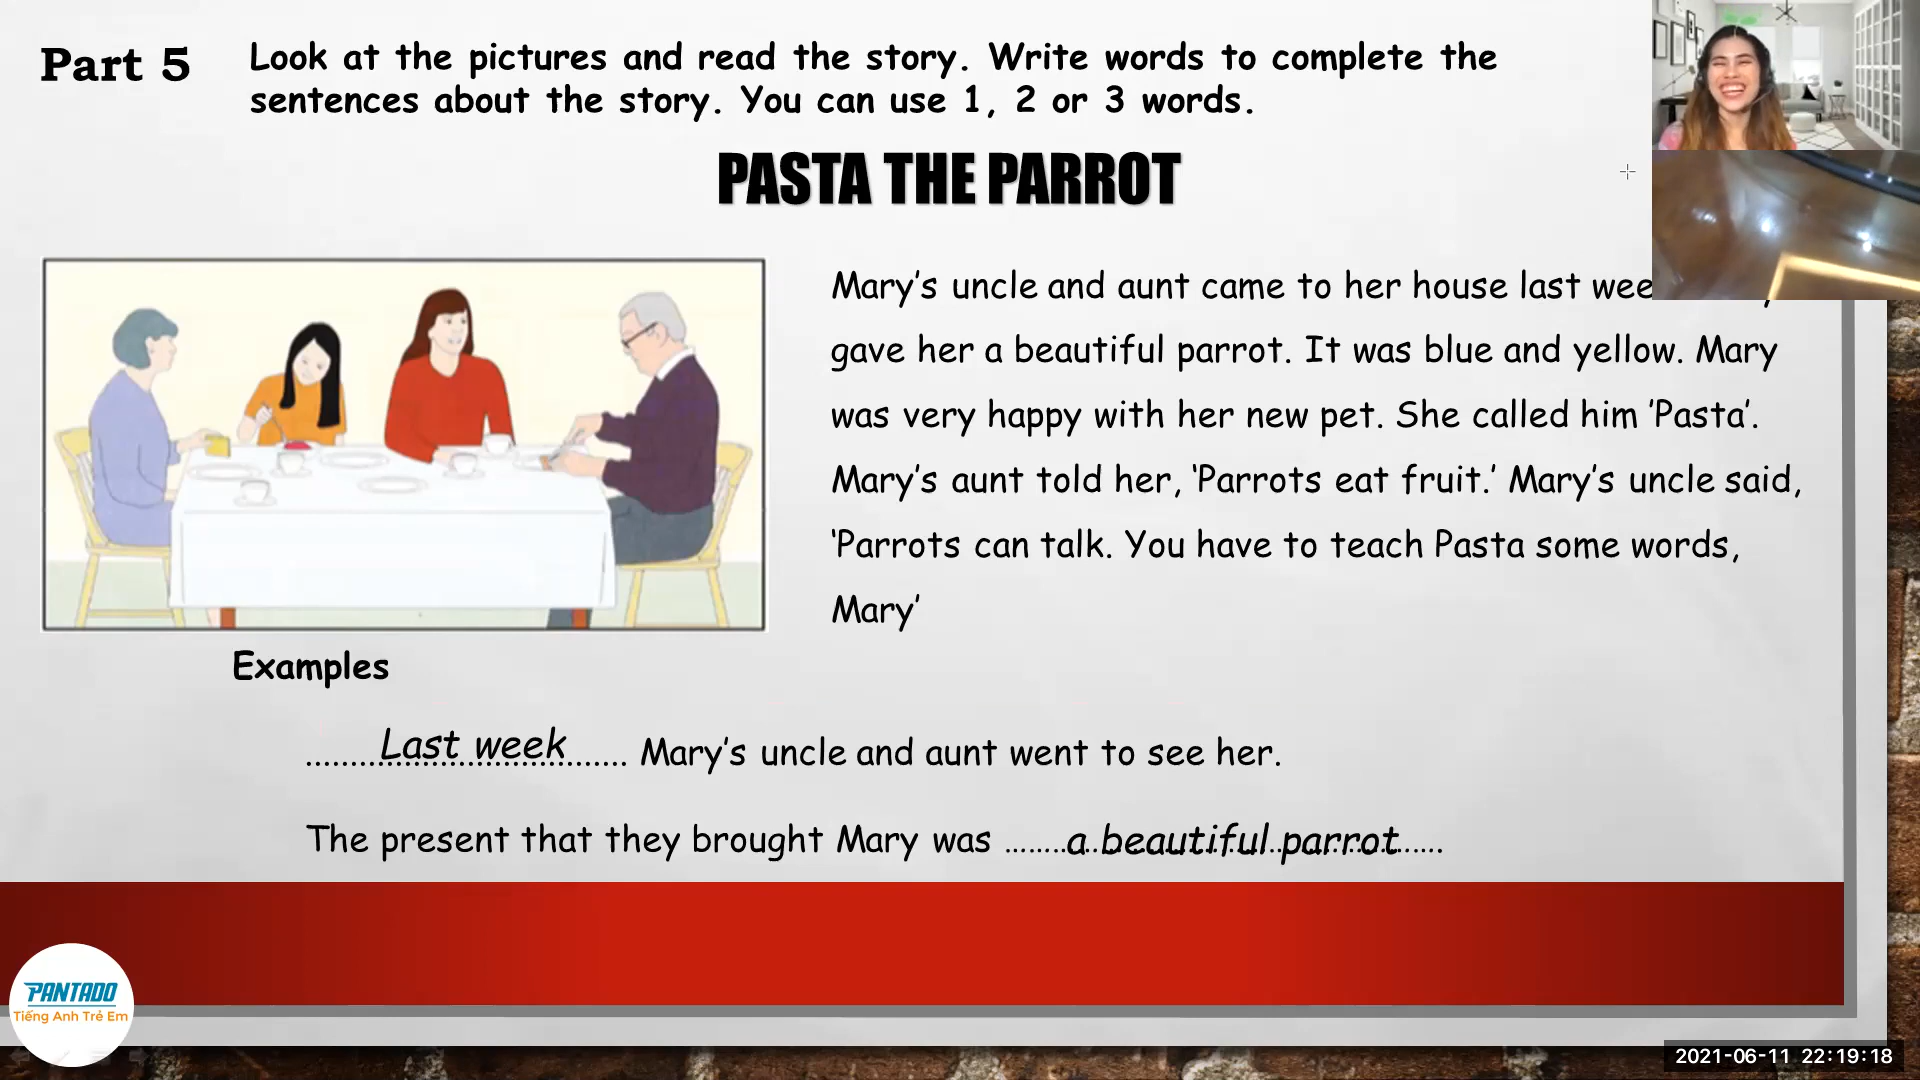 Part 5
Look at the pictures and read the story. Write words to complete the
sentences about the story. You can use 1, 2 or 3 words.
PASTA THE PARROT
Mary's uncle and aunt came to her house last
gave her a beautiful parrot. It was blue and yellow. Mary
was very happy with her new pet. She called him 'Pasta'.
Mary's aunt told her, 'Parrots eat fruit.' Mary's uncle said,
'Parrots can talk. You have to teach Pasta some words,
Mary'
Examples
.......Last week....... Mary's uncle and aunt went to see her.
The present that they brought Mary was .......a beautiful parrot.......
PANTADO
Tiếng Anh Trẻ Em
2021-06-11 22:19:18